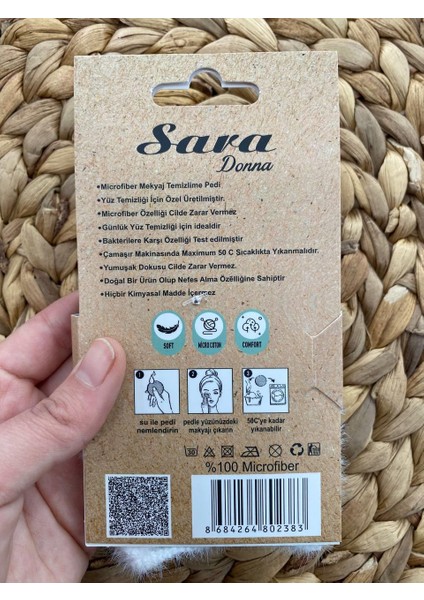 Sara
Donna
•Microfiber Mekyaj Temizlime Pedi
•Yüz Temizliği İçin Özel Üretilmiştir.
•Microfiber Özelliği Cilde Zarar Vermez
•Günlük Yüz Temizliği için idealdir
•Bakterilere Karşı Özelliği Test edilmiştir
•Çamaşır Makinasında Maximum 50 C Sıcaklıkta Yıkanmalıdır.
•Yumuşak Dokusu Cilde Zarar Vermez.
•Doğal Bir Ürün Olup Nefes Alma Özelliğine Sahiptir
•Hiçbir Kimyasal Madde İçermez
SOFT
MICRO COTON
COMFORT
1
2
3
su ile pedi nemlendirin
pedle yüzünüzdeki makyajı çıkarın
50C'ye kadar yıkanabilir
30
%100 Microfiber
8 684264 802383